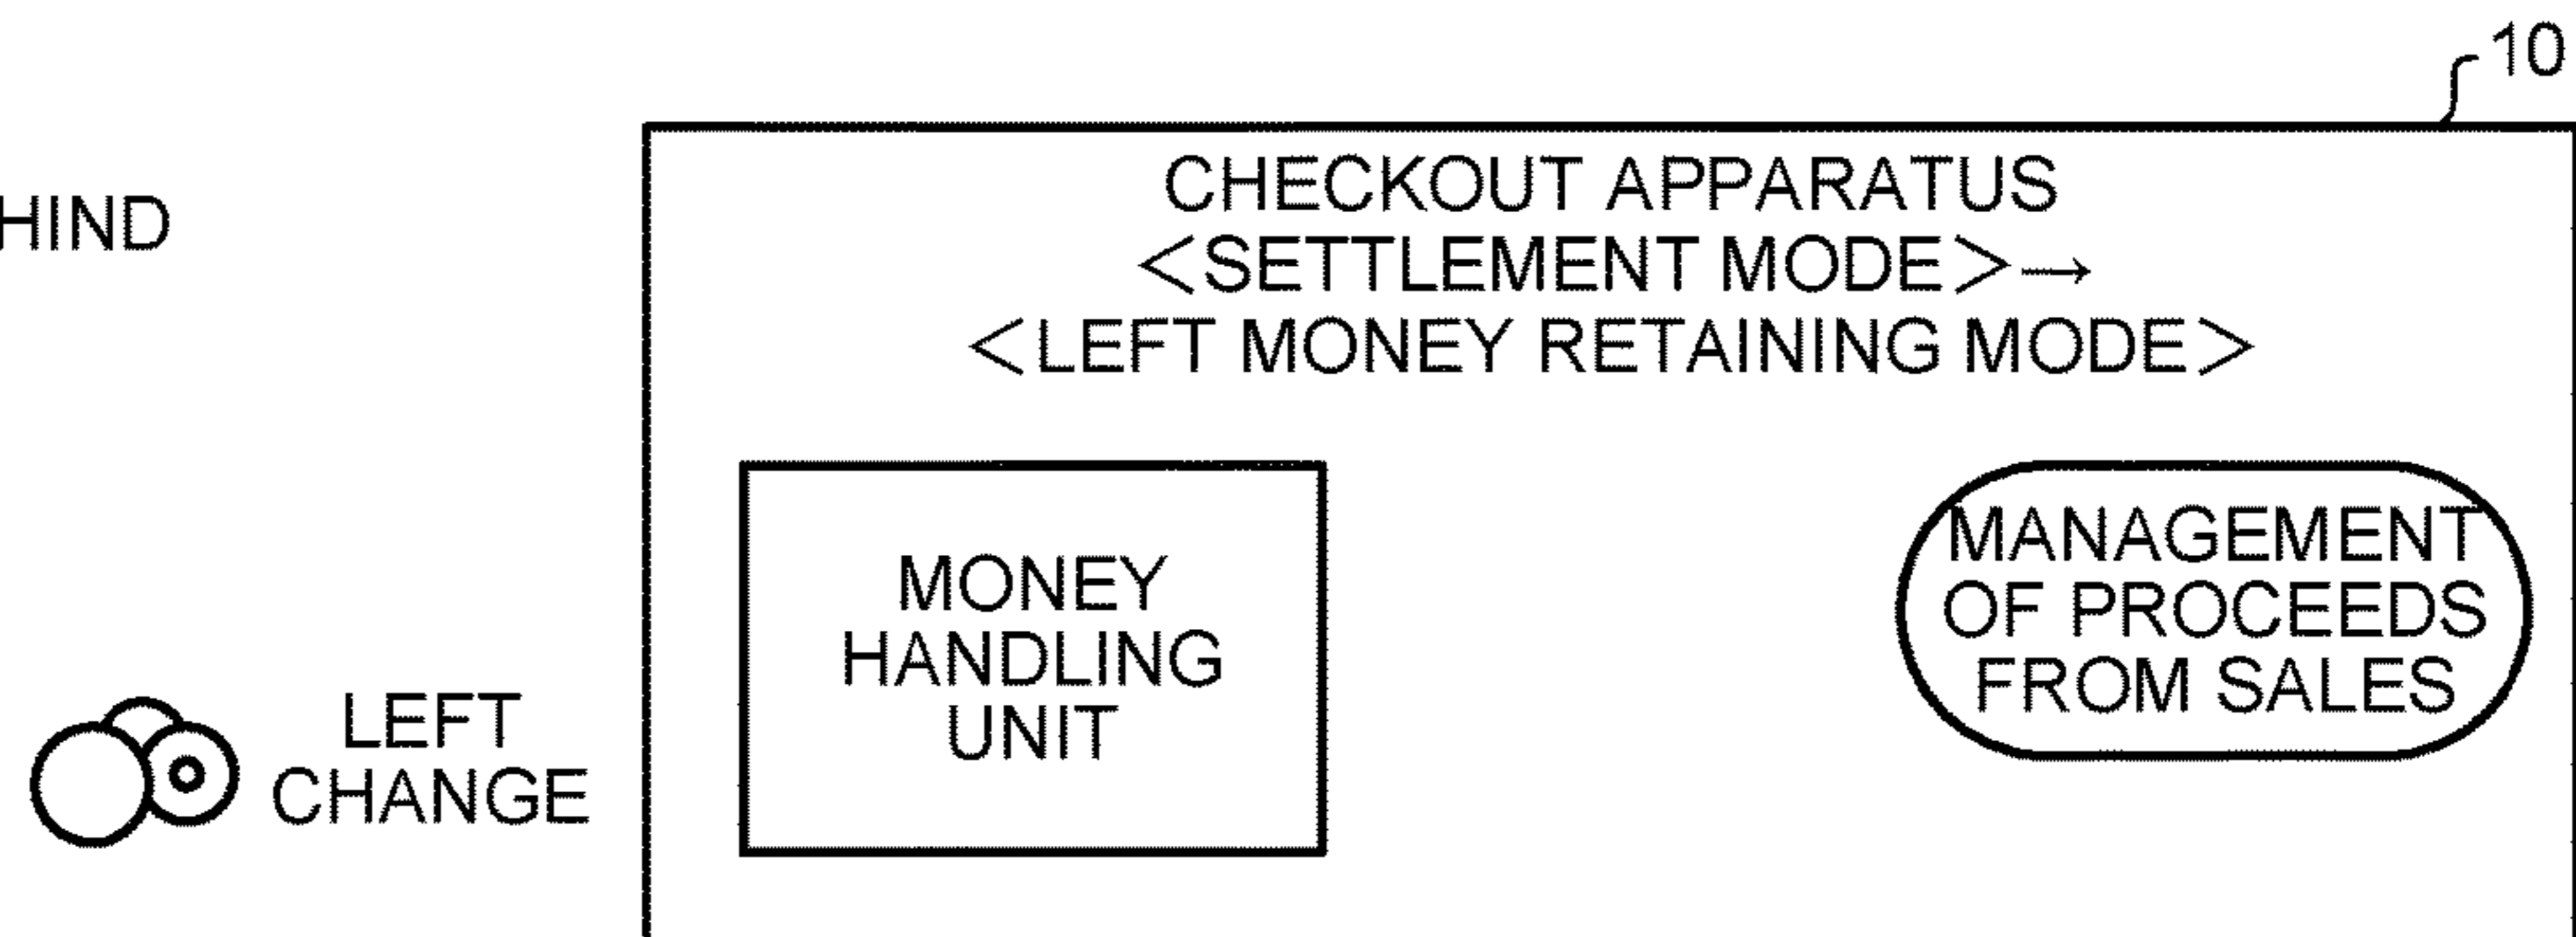 10
CHECKOUT APPARATUS
HIND
<SETTLEMENT MODE>→
<LEFT MONEY RETAINING MODE>
MONEY
HANDLING
UNIT
MANAGEMENT
OF PROCEEDS
FROM SALES
LEFT
CHANGE